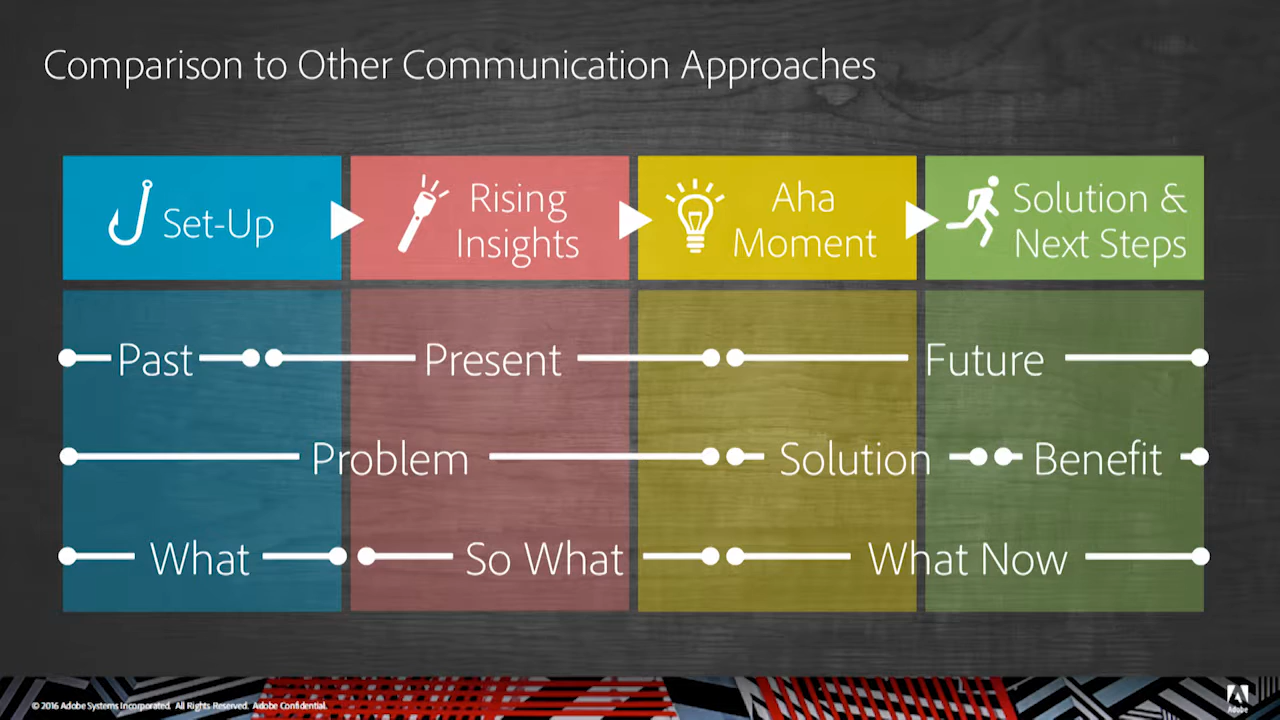 Comparison to Other Communication Approaches
Set-Up
Rising
Insights
Aha
Moment
Solution &
Next Steps
Past
Present
Future
Problem
Solution
Benefit
What
So What
What Now
© 2016 Adobe Systems Incorporated. All Rights Reserved. Adobe Confidential.
Adobe